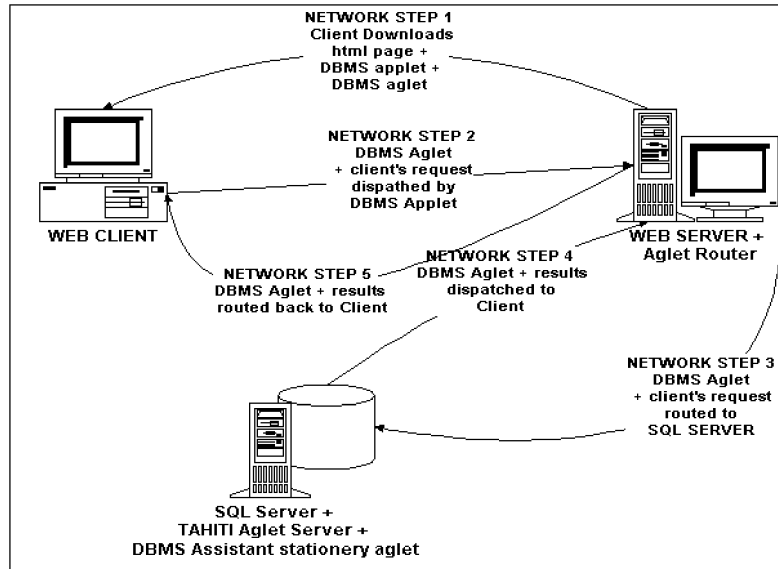 NETWORK STEP 1
Client Downloads
html page +
DBMS applet +
DBMS aglet
NETWORK STEP 2
DBMS Aglet
+ client's request
dispathed by
DBMS Applet
WEB CLIENT
WEB SERVER +
Aglet Router
NETWORK STEP 4
DBMS Aglet + results
dispatched to
Client
NETWORK STEP 5
DBMS Aglet + results
routed back to Client
NETWORK STEP 3
DBMS Aglet
+ client's request
routed to
SQL SERVER
SQL Server +
TAHITI Aglet Server +
DBMS Assistant stationery aglet